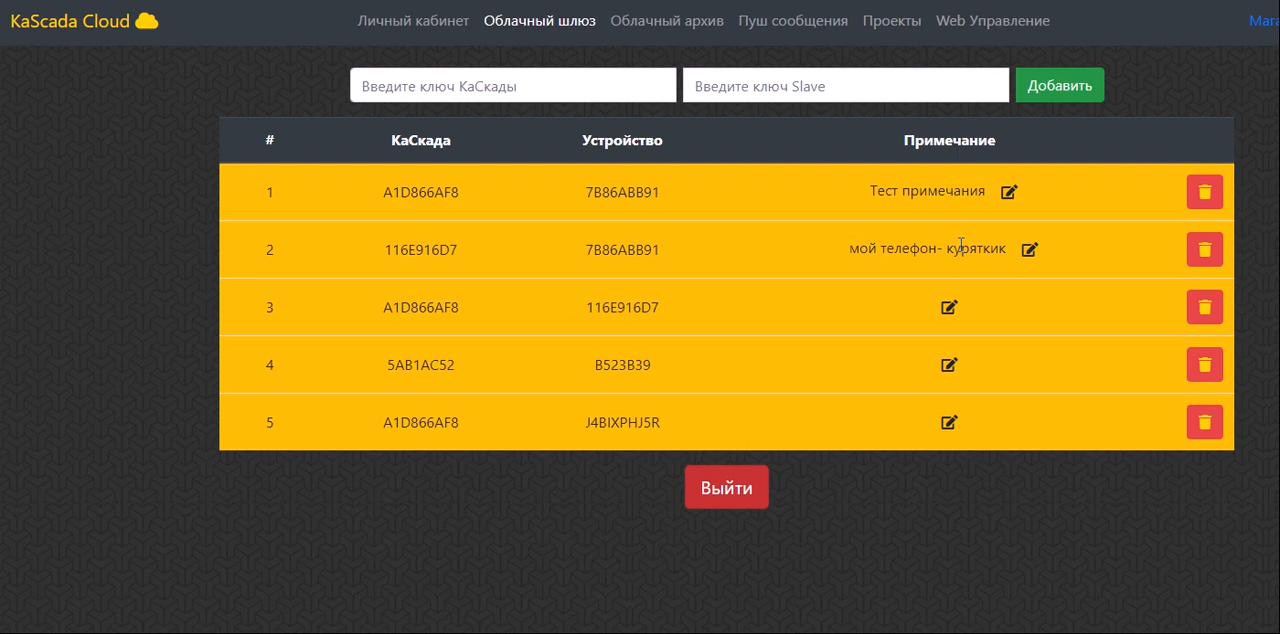 KaScada Cloud Личный кабинет Облачный шлюз Облачный архив Пуш сообщения Проекты Web Управление
Введите ключ КаСкады Введите ключ Slave Добавить
# КаСкада Устройство Примечание
1 A1D866AF8 7B86ABB91 Тест примечания
2 116E916D7 7B86ABB91 мой телефон- куряткик
3 A1D866AF8 116E916D7
4 5AB1AC52 B523B39
5 A1D866AF8 J4BIXPHJ5R
Выйти